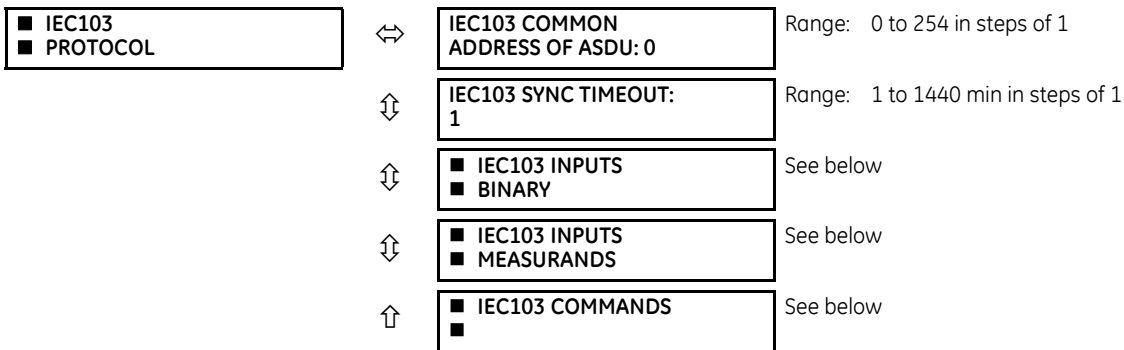 ■ IEC103
■ PROTOCOL
IEC103 COMMON
ADDRESS OF ASDU: 0
Range: 0 to 254 in steps of 1
IEC103 SYNC TIMEOUT:
1
Range: 1 to 1440 min in steps of 1
■ IEC103 INPUTS
■ BINARY
See below
■ IEC103 INPUTS
■ MEASURANDS
See below
■ IEC103 COMMANDS
■
See below